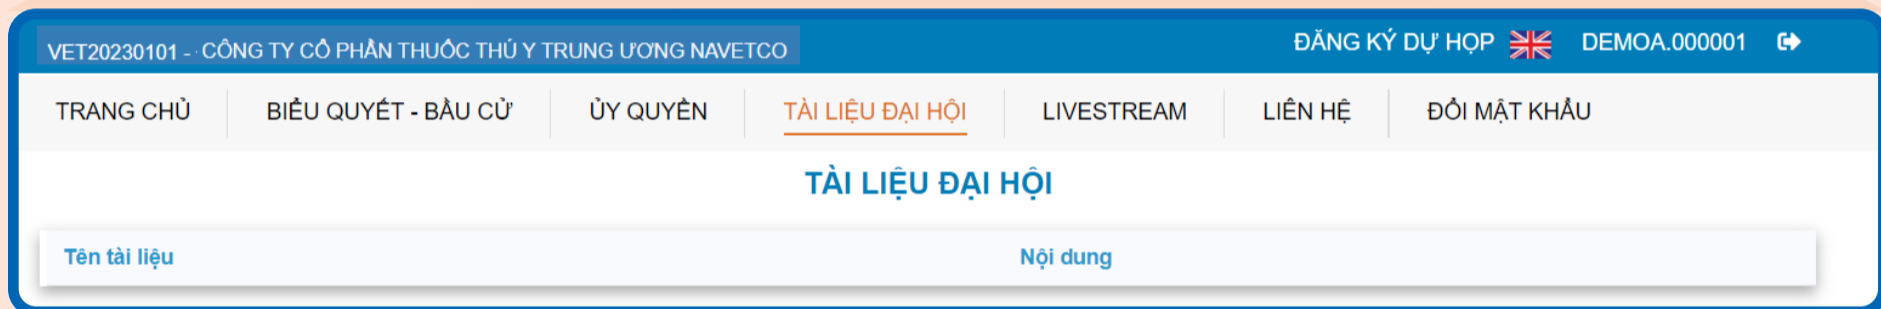 VET20230101 - CÔNG TY CỔ PHẦN THUỐC THÚ Y TRUNG ƯƠNG NAVETCO ĐĂNG KÝ DỰ HỌP DEMOA.000001
TRANG CHỦ BIỂU QUYẾT - BẦU CỬ ỦY QUYỀN TÀI LIỆU ĐẠI HỘI LIVESTREAM LIÊN HỆ ĐỔI MẬT KHẨU
TÀI LIỆU ĐẠI HỘI
Tên tài liệu Nội dung